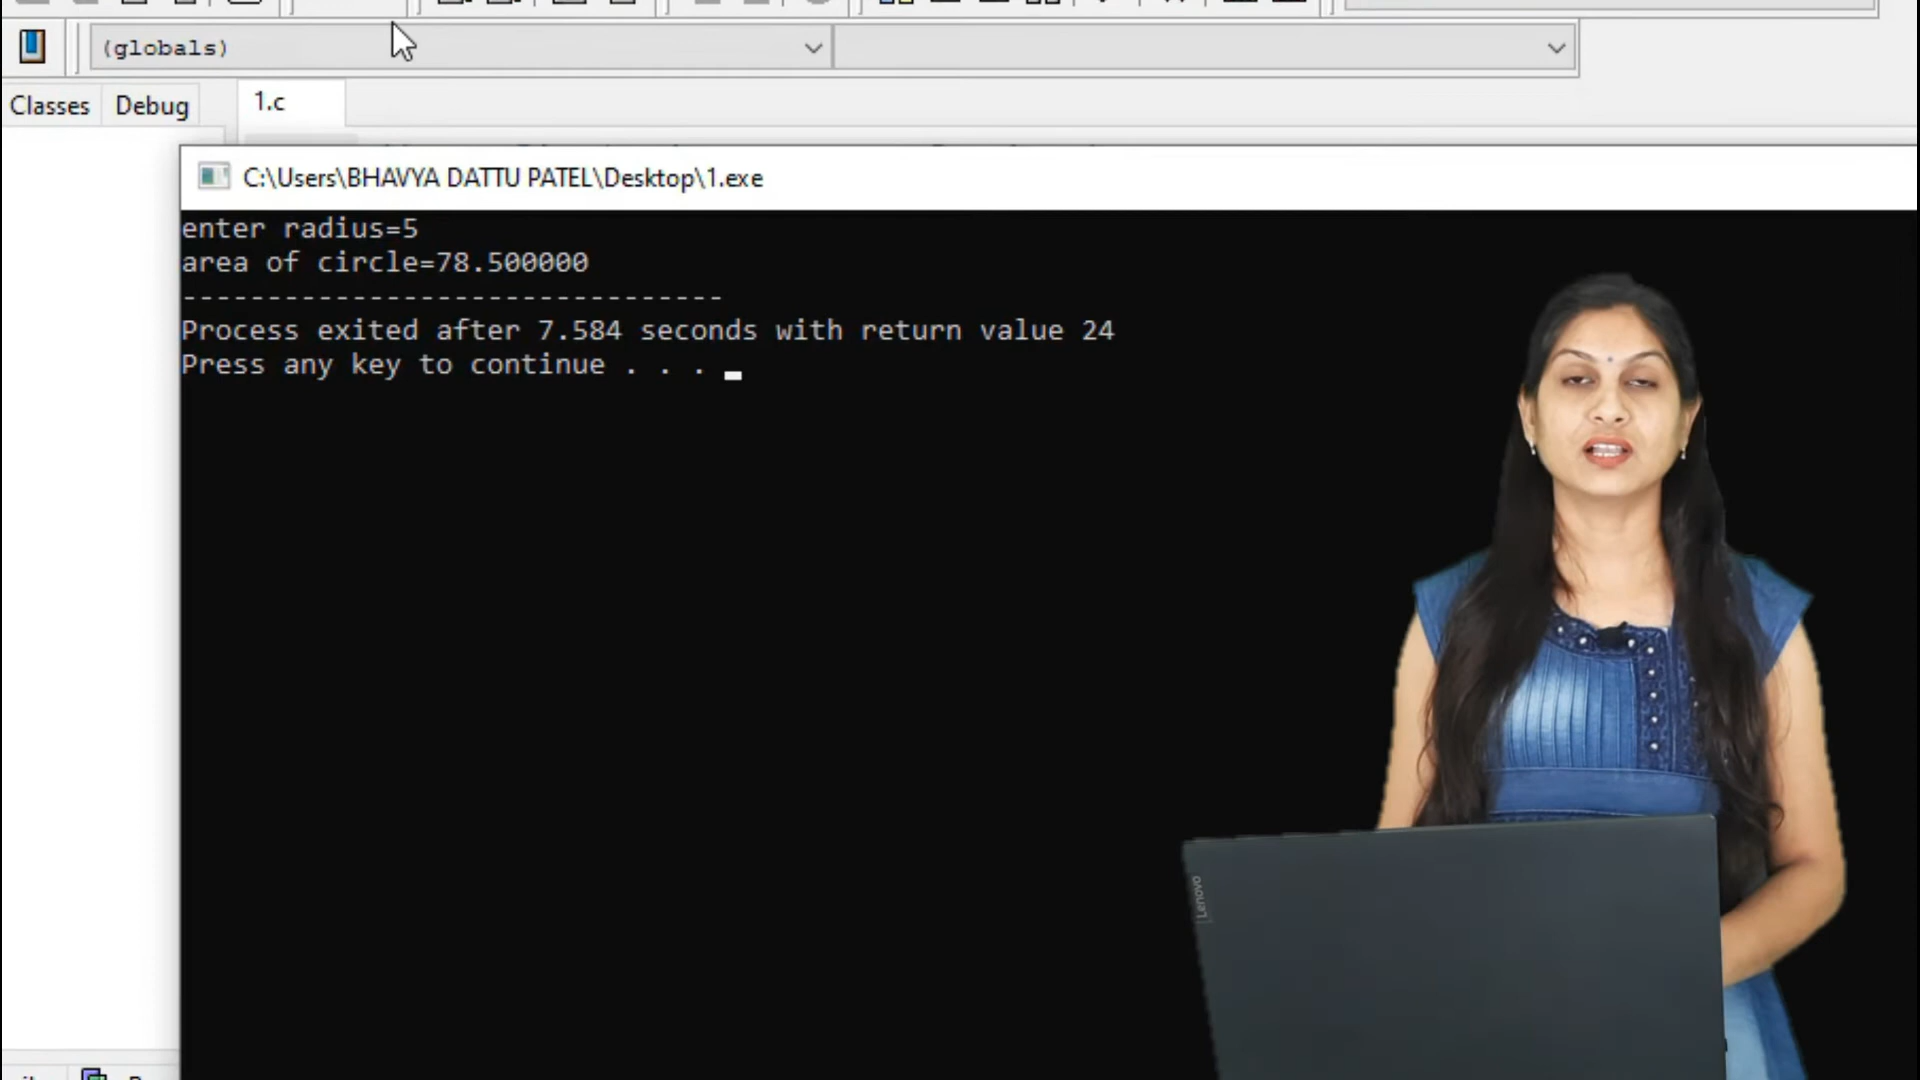 (globals)
Classes
Debug
1.c
C:\Users\BHAVYA DATTU PATEL\Desktop\1.exe
enter radius=5
area of circle=78.500000
--------------------------------
Process exited after 7.584 seconds with return value 24
Press any key to continue . . .
Lenovo